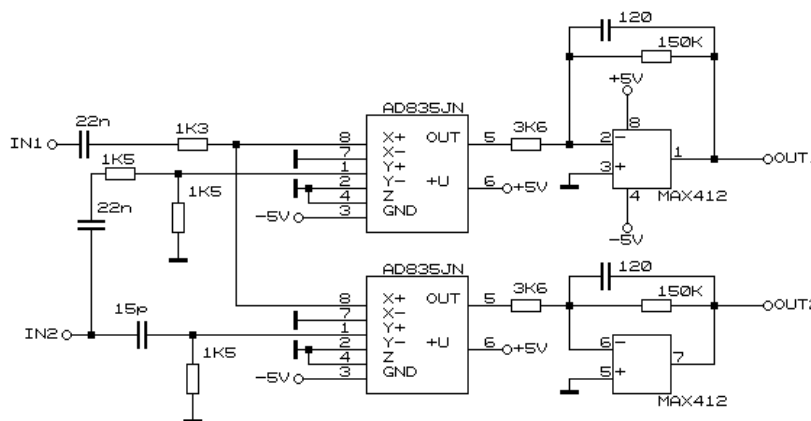 120
150K
+5V
AD835JN
22n
1K3
3K6
8
IN1
8 X+ OUT 5
2 -
7 X-
1
OUT1
1K5
1 Y+
3 +
2 Y- +U 6 +5V
4 Z
4
MAX412
22n
1K5
-5V 3 GND
-5V
AD835JN
120
3K6
150K
8 X+ OUT 5
OUT2
15p
7 X-
IN2
1 Y+
6 -
7
1K5
2 Y- +U 6 +5V
4 Z
5 +
-5V 3 GND
MAX412